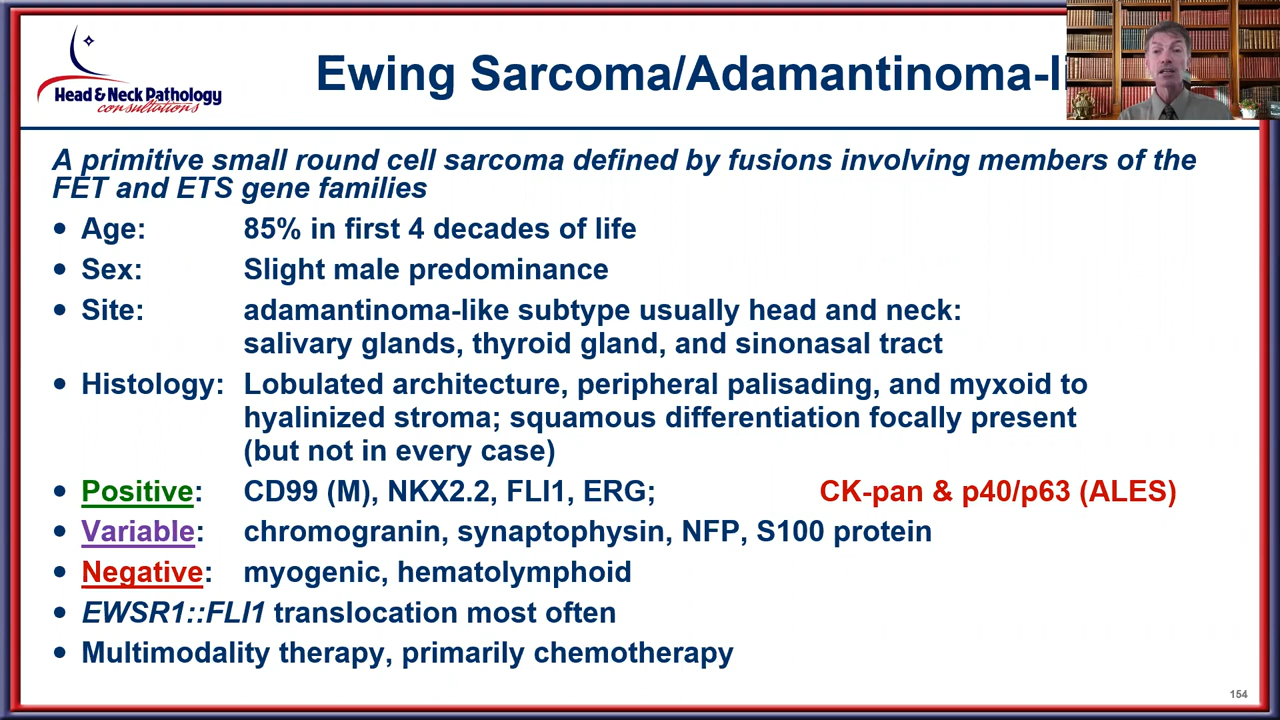 Head & Neck Pathology
consultations
Ewing Sarcoma/Adamantinoma-l
A primitive small round cell sarcoma defined by fusions involving members of the
FET and ETS gene families
• Age: 85% in first 4 decades of life
• Sex: Slight male predominance
• Site: adamantinoma-like subtype usually head and neck:
salivary glands, thyroid gland, and sinonasal tract
• Histology: Lobulated architecture, peripheral palisading, and myxoid to
hyalinized stroma; squamous differentiation focally present
(but not in every case)
• Positive: CD99 (M), NKX2.2, FLI1, ERG; CK-pan & p40/p63 (ALES)
• Variable: chromogranin, synaptophysin, NFP, S100 protein
• Negative: myogenic, hematolymphoid
• EWSR1::FLI1 translocation most often
• Multimodality therapy, primarily chemotherapy
154